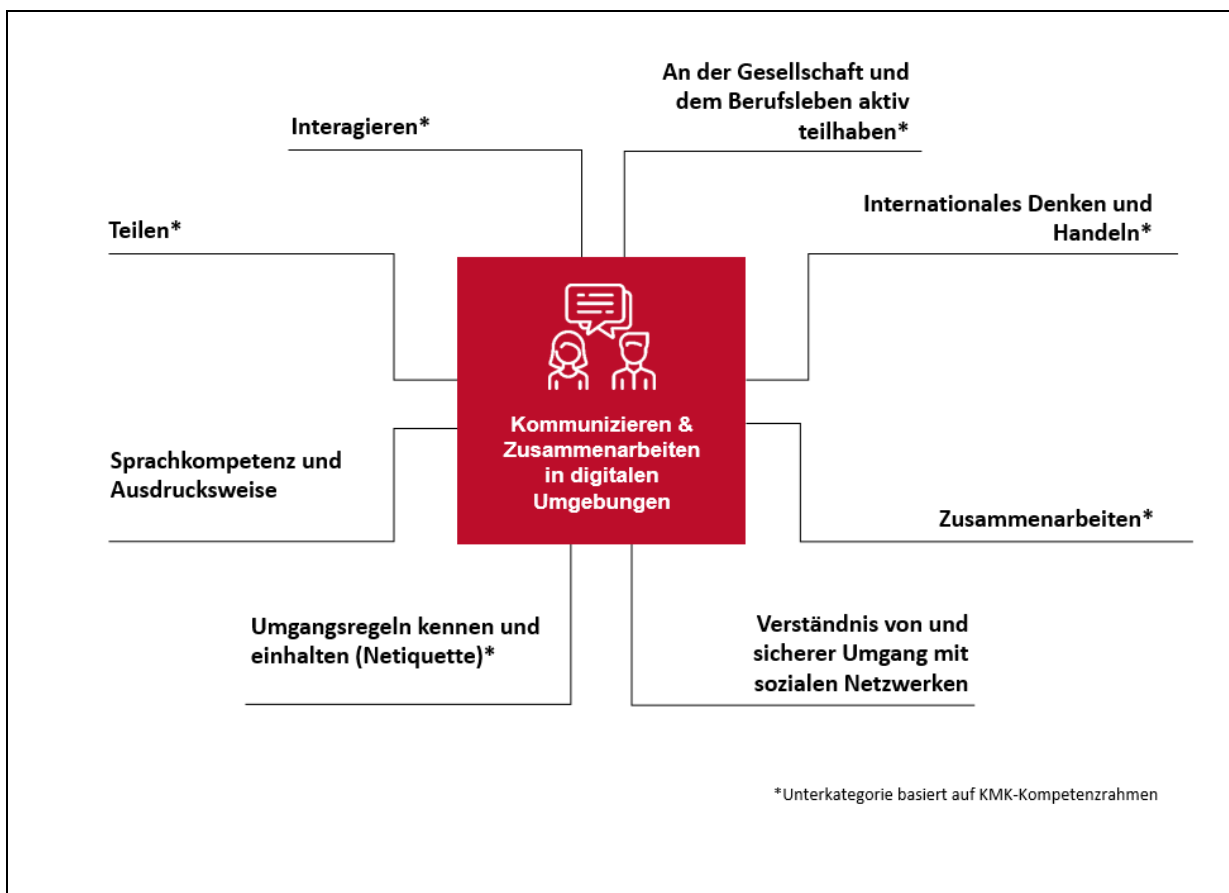 An der Gesellschaft und
dem Berufsleben aktiv
teilhaben*
Interagieren*
Internationales Denken und
Handeln*
Teilen*
Kommunizieren &
Zusammenarbeiten
in digitalen
Umgebungen
Sprachkompetenz und
Ausdrucksweise
Zusammenarbeiten*
Umgangsregeln kennen und
einhalten (Netiquette)*
Verständnis von und
sicherer Umgang mit
sozialen Netzwerken
*Unterkategorie basiert auf KMK-Kompetenzrahmen